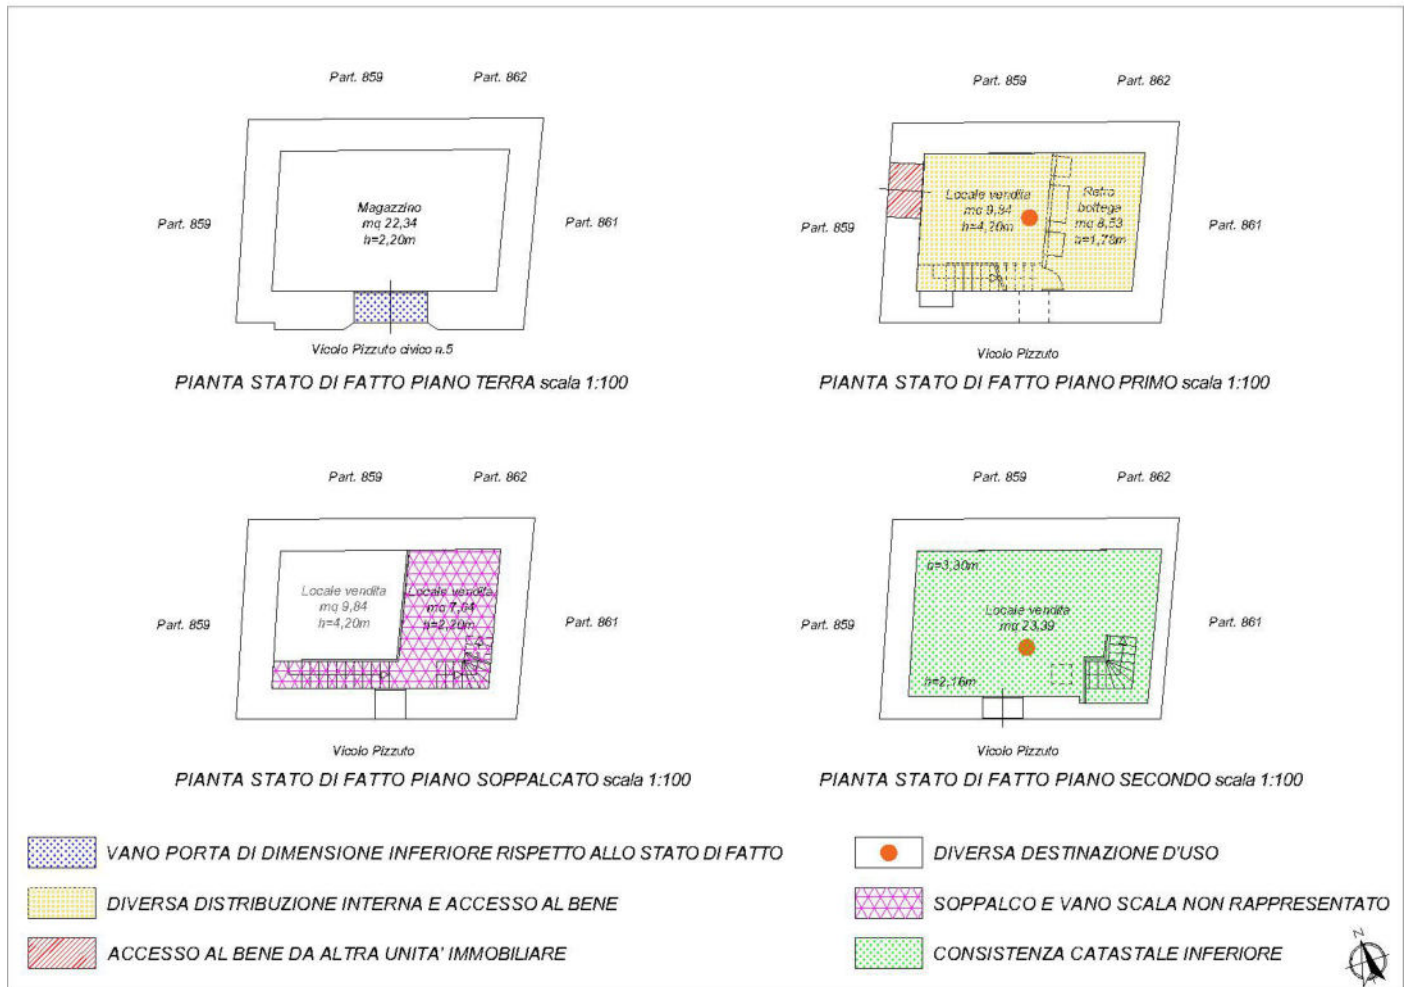 Part. 859
Part. 862
Part. 859
Magazzino
mq 22,34
h=2,20m
Part. 861
Vicolo Pizzuto civico n.5
PIANTA STATO DI FATTO PIANO TERRA scala 1:100
Part. 859
Part. 862
Part. 859
Locale vendita
mq 9,84
h=4,20m
Retro
bottega
mq 8,53
h=1,78m
Part. 861
Vicolo Pizzuto
PIANTA STATO DI FATTO PIANO PRIMO scala 1:100
Part. 859
Part. 862
Part. 859
Locale vendita
mq 9,84
h=4,20m
Locale vendita
mq 7,04
h=2,20m
Part. 861
Vicolo Pizzuto
PIANTA STATO DI FATTO PIANO SOPPALCATO scala 1:100
Part. 859
Part. 862
Part. 859
h=3,30m
Locale vendita
mq 23,39
h=2,16m
Part. 861
Vicolo Pizzuto
PIANTA STATO DI FATTO PIANO SECONDO scala 1:100
VANO PORTA DI DIMENSIONE INFERIORE RISPETTO ALLO STATO DI FATTO
DIVERSA DISTRIBUZIONE INTERNA E ACCESSO AL BENE
ACCESSO AL BENE DA ALTRA UNITA' IMMOBILIARE
DIVERSA DESTINAZIONE D'USO
SOPPALCO E VANO SCALA NON RAPPRESENTATO
CONSISTENZA CATASTALE INFERIORE
N